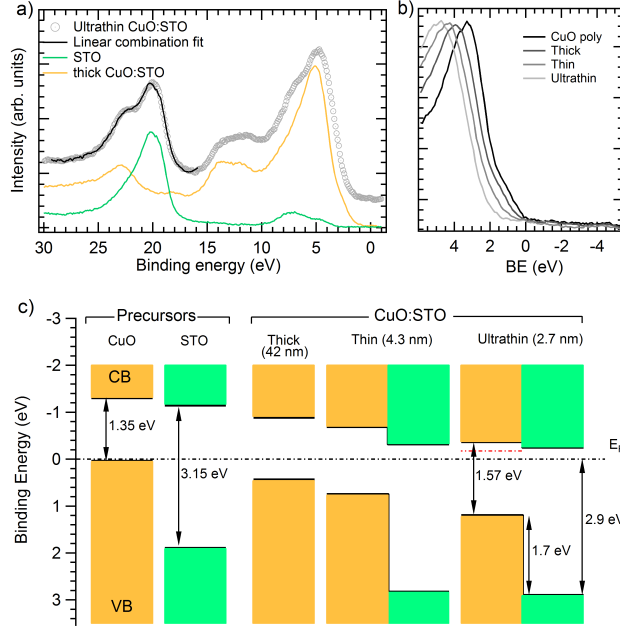 a)
Ultrathin CuO:STO
Linear combination fit
STO
thick CuO:STO
Intensity (arb. units)
30 25 20 15 10 5 0
Binding energy (eV)
b)
CuO poly
Thick
Thin
Ultrathin
4 2 0 -2 -4
BE (eV)
c)
Precursors
CuO:STO
CuO STO Thick (42 nm) Thin (4.3 nm) Ultrathin (2.7 nm)
Binding Energy (eV)
-3
-2
-1
0
1
2
3
CB
1.35 eV
3.15 eV
1.57 eV
1.7 eV
2.9 eV
VB